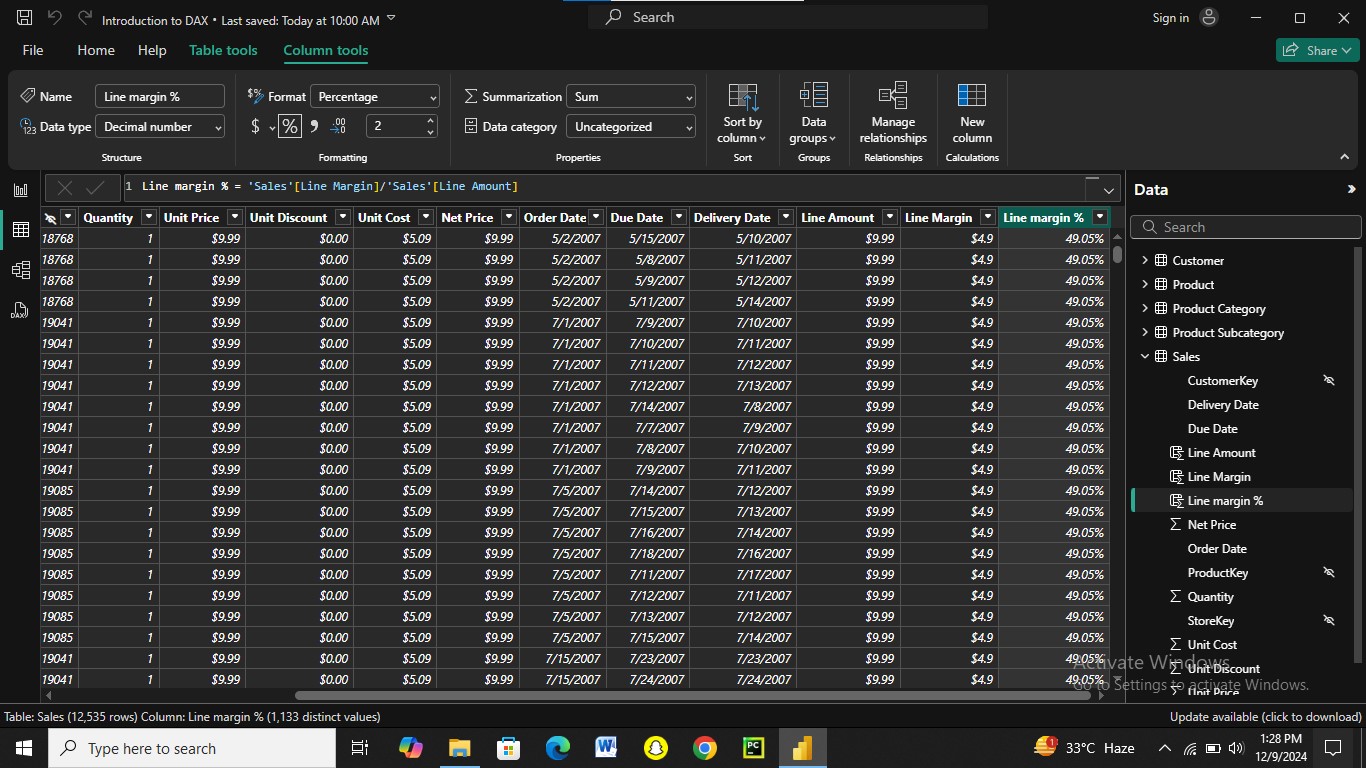 Introduction to DAX • Last saved: Today at 10:00 AM Search Sign in
File Home Help Table tools Column tools Share
Name Line margin % $% Format Percentage Summarization Sum
Data type Decimal number $ % 2 Data category Uncategorized
Sort by column Data groups Manage relationships New column
Structure Formatting Properties Sort Groups Relationships Calculations
1 Line margin % = 'Sales'[Line Margin]/'Sales'[Line Amount]
Quantity Unit Price Unit Discount Unit Cost Net Price Order Date Due Date Delivery Date Line Amount Line Margin Line margin %
18768 1 $9.99 $0.00 $5.09 $9.99 5/2/2007 5/15/2007 5/10/2007 $9.99 $4.9 49.05%
18768 1 $9.99 $0.00 $5.09 $9.99 5/2/2007 5/8/2007 5/11/2007 $9.99 $4.9 49.05%
18768 1 $9.99 $0.00 $5.09 $9.99 5/2/2007 5/9/2007 5/12/2007 $9.99 $4.9 49.05%
18768 1 $9.99 $0.00 $5.09 $9.99 5/2/2007 5/11/2007 5/14/2007 $9.99 $4.9 49.05%
19041 1 $9.99 $0.00 $5.09 $9.99 7/1/2007 7/9/2007 7/10/2007 $9.99 $4.9 49.05%
19041 1 $9.99 $0.00 $5.09 $9.99 7/1/2007 7/10/2007 7/11/2007 $9.99 $4.9 49.05%
19041 1 $9.99 $0.00 $5.09 $9.99 7/1/2007 7/11/2007 7/12/2007 $9.99 $4.9 49.05%
19041 1 $9.99 $0.00 $5.09 $9.99 7/1/2007 7/12/2007 7/13/2007 $9.99 $4.9 49.05%
19041 1 $9.99 $0.00 $5.09 $9.99 7/1/2007 7/14/2007 7/8/2007 $9.99 $4.9 49.05%
19041 1 $9.99 $0.00 $5.09 $9.99 7/1/2007 7/7/2007 7/9/2007 $9.99 $4.9 49.05%
19041 1 $9.99 $0.00 $5.09 $9.99 7/1/2007 7/8/2007 7/10/2007 $9.99 $4.9 49.05%
19041 1 $9.99 $0.00 $5.09 $9.99 7/1/2007 7/9/2007 7/11/2007 $9.99 $4.9 49.05%
19085 1 $9.99 $0.00 $5.09 $9.99 7/5/2007 7/14/2007 7/12/2007 $9.99 $4.9 49.05%
19085 1 $9.99 $0.00 $5.09 $9.99 7/5/2007 7/15/2007 7/13/2007 $9.99 $4.9 49.05%
19085 1 $9.99 $0.00 $5.09 $9.99 7/5/2007 7/16/2007 7/14/2007 $9.99 $4.9 49.05%
19085 1 $9.99 $0.00 $5.09 $9.99 7/5/2007 7/18/2007 7/16/2007 $9.99 $4.9 49.05%
19085 1 $9.99 $0.00 $5.09 $9.99 7/5/2007 7/11/2007 7/17/2007 $9.99 $4.9 49.05%
19085 1 $9.99 $0.00 $5.09 $9.99 7/5/2007 7/12/2007 7/11/2007 $9.99 $4.9 49.05%
19085 1 $9.99 $0.00 $5.09 $9.99 7/5/2007 7/13/2007 7/12/2007 $9.99 $4.9 49.05%
19085 1 $9.99 $0.00 $5.09 $9.99 7/5/2007 7/15/2007 7/14/2007 $9.99 $4.9 49.05%
19041 1 $9.99 $0.00 $5.09 $9.99 7/15/2007 7/23/2007 7/23/2007 $9.99 $4.9 49.05%
19041 1 $9.99 $0.00 $5.09 $9.99 7/15/2007 7/24/2007 7/24/2007 $9.99 $4.9 49.05%
Data
Search
Customer
Product
Product Category
Product Subcategory
Sales
CustomerKey
Delivery Date
Due Date
Line Amount
Line Margin
Line margin %
Net Price
Order Date
ProductKey
Quantity
StoreKey
Unit Cost
Unit Discount
Unit Price
Activate Windows
Go to Settings to activate Windows.
Table: Sales (12,535 rows) Column: Line margin % (1,133 distinct values) Update available (click to download)
Type here to search 33°C Haze 1:28 PM
12/9/2024